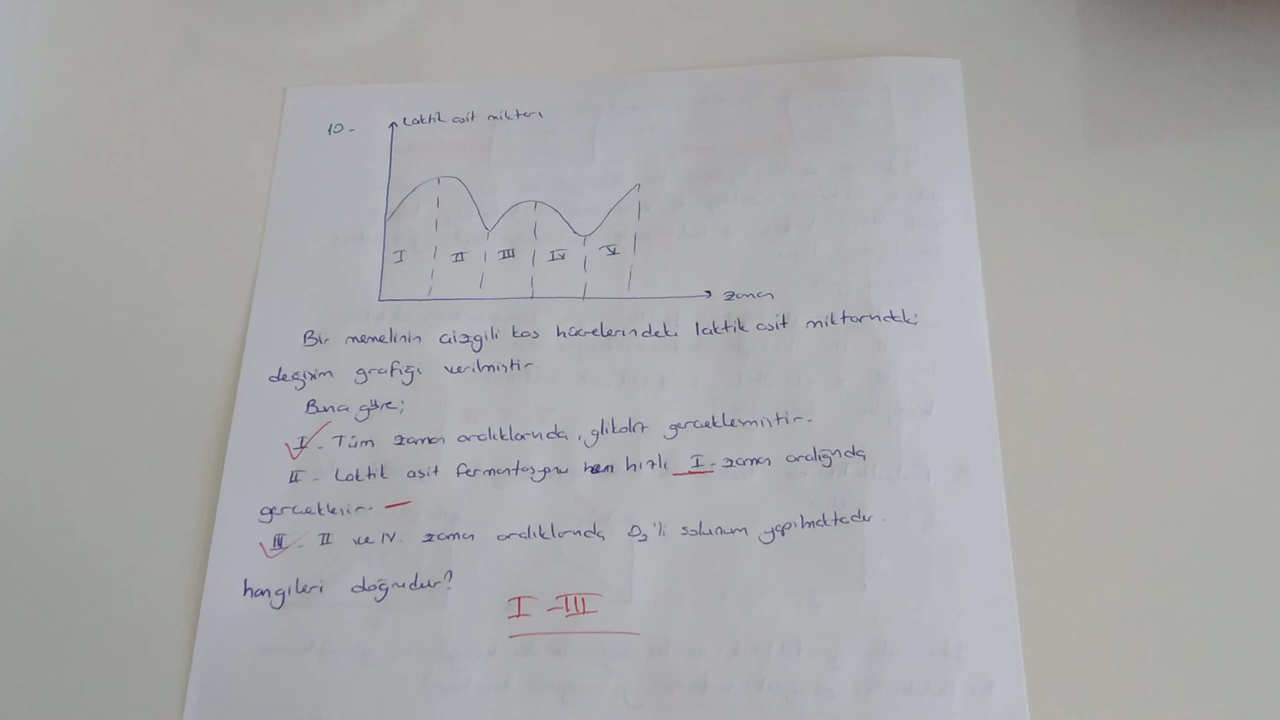 10-
Laktik asit miktarı
I II III IV V
zaman
Bir memelinin çizgili kas hücrelerindeki laktik asit miktarındaki
değişim grafiği verilmiştir
Buna göre;
I - Tüm zaman aralıklarında, glikoliz gerçekleşmiştir.
II - Laktik asit fermantasyonu en hızlı I- zaman aralığında
gerçekleşir.
III. II ve IV. zaman aralıklarında O₂'li solunum yapılmaktadır.
hangileri doğrudur?
I - III